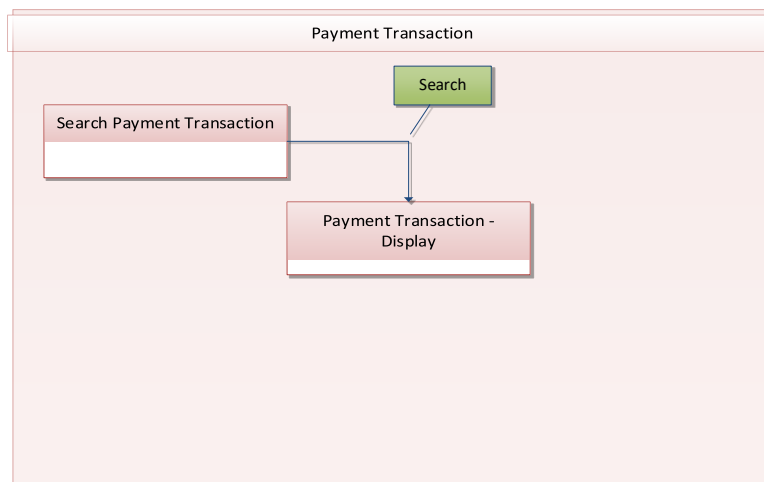 Payment Transaction
Search
Search Payment Transaction
Payment Transaction -
Display